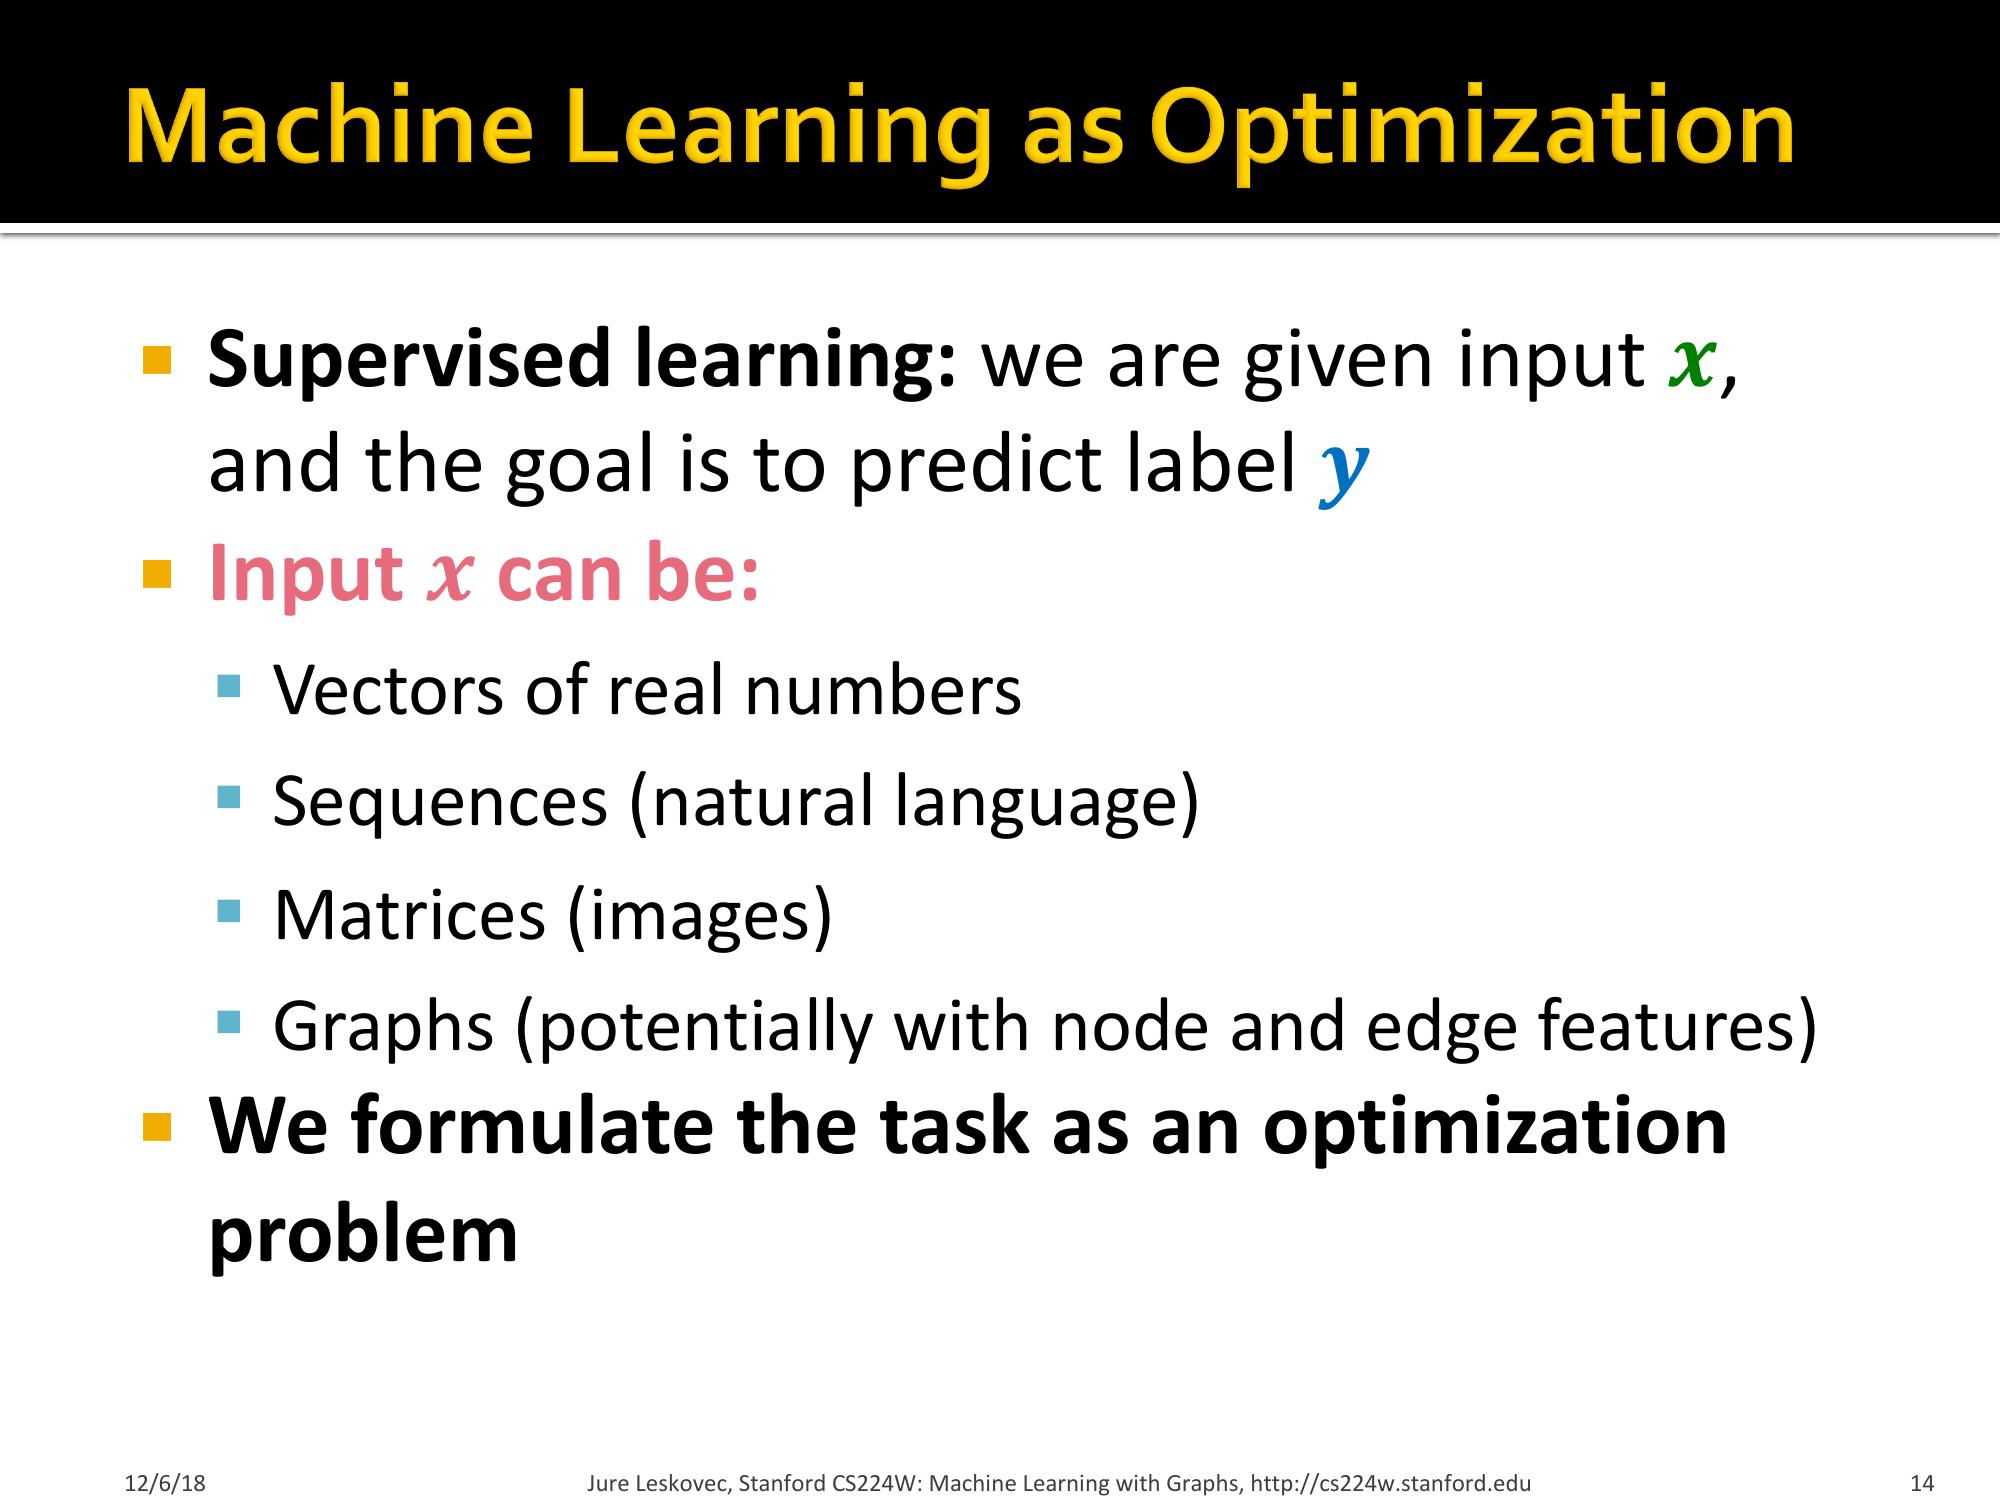 Machine Learning as Optimization
Supervised learning: we are given input x,
and the goal is to predict label y
Input x can be:
Vectors of real numbers
Sequences (natural language)
Matrices (images)
Graphs (potentially with node and edge features)
We formulate the task as an optimization
problem
12/6/18
Jure Leskovec, Stanford CS224W: Machine Learning with Graphs, http://cs224w.stanford.edu
14